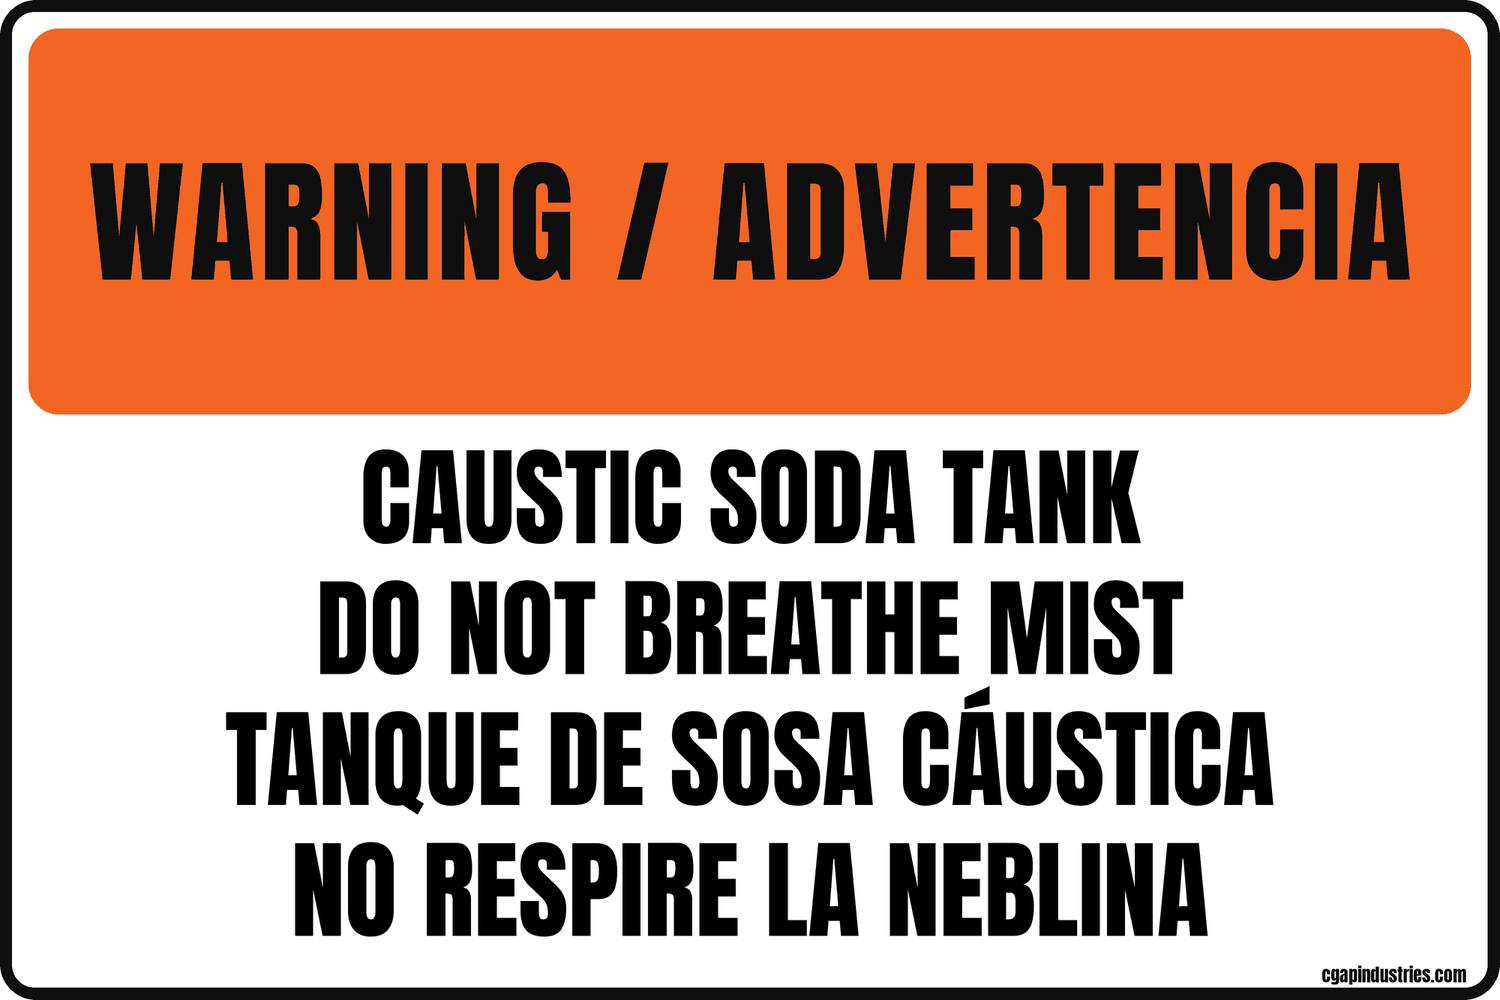 WARNING / ADVERTENCIA
CAUSTIC SODA TANK
DO NOT BREATHE MIST
TANQUE DE SOSA CÁUSTICA
NO RESPIRE LA NEBLINA
cgapindustries.com